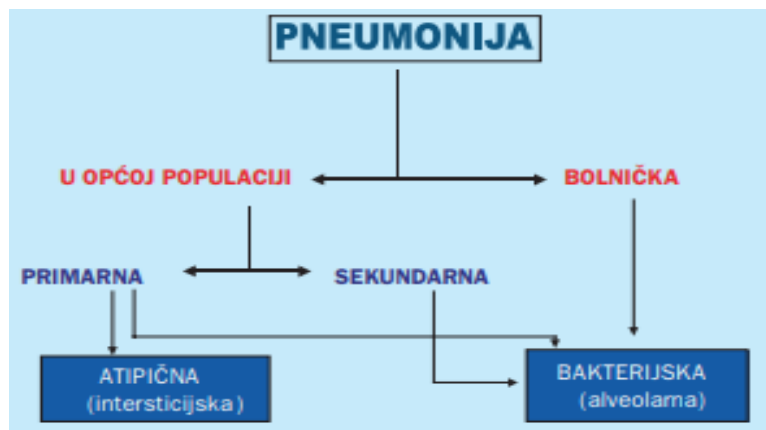 PNEUMONIJA
U OPĆOJ POPULACIJI
BOLNIČKA
PRIMARNA
SEKUNDARNA
ATIPIČNA
(intersticijska)
BAKTERIJSKA
(alveolarna)